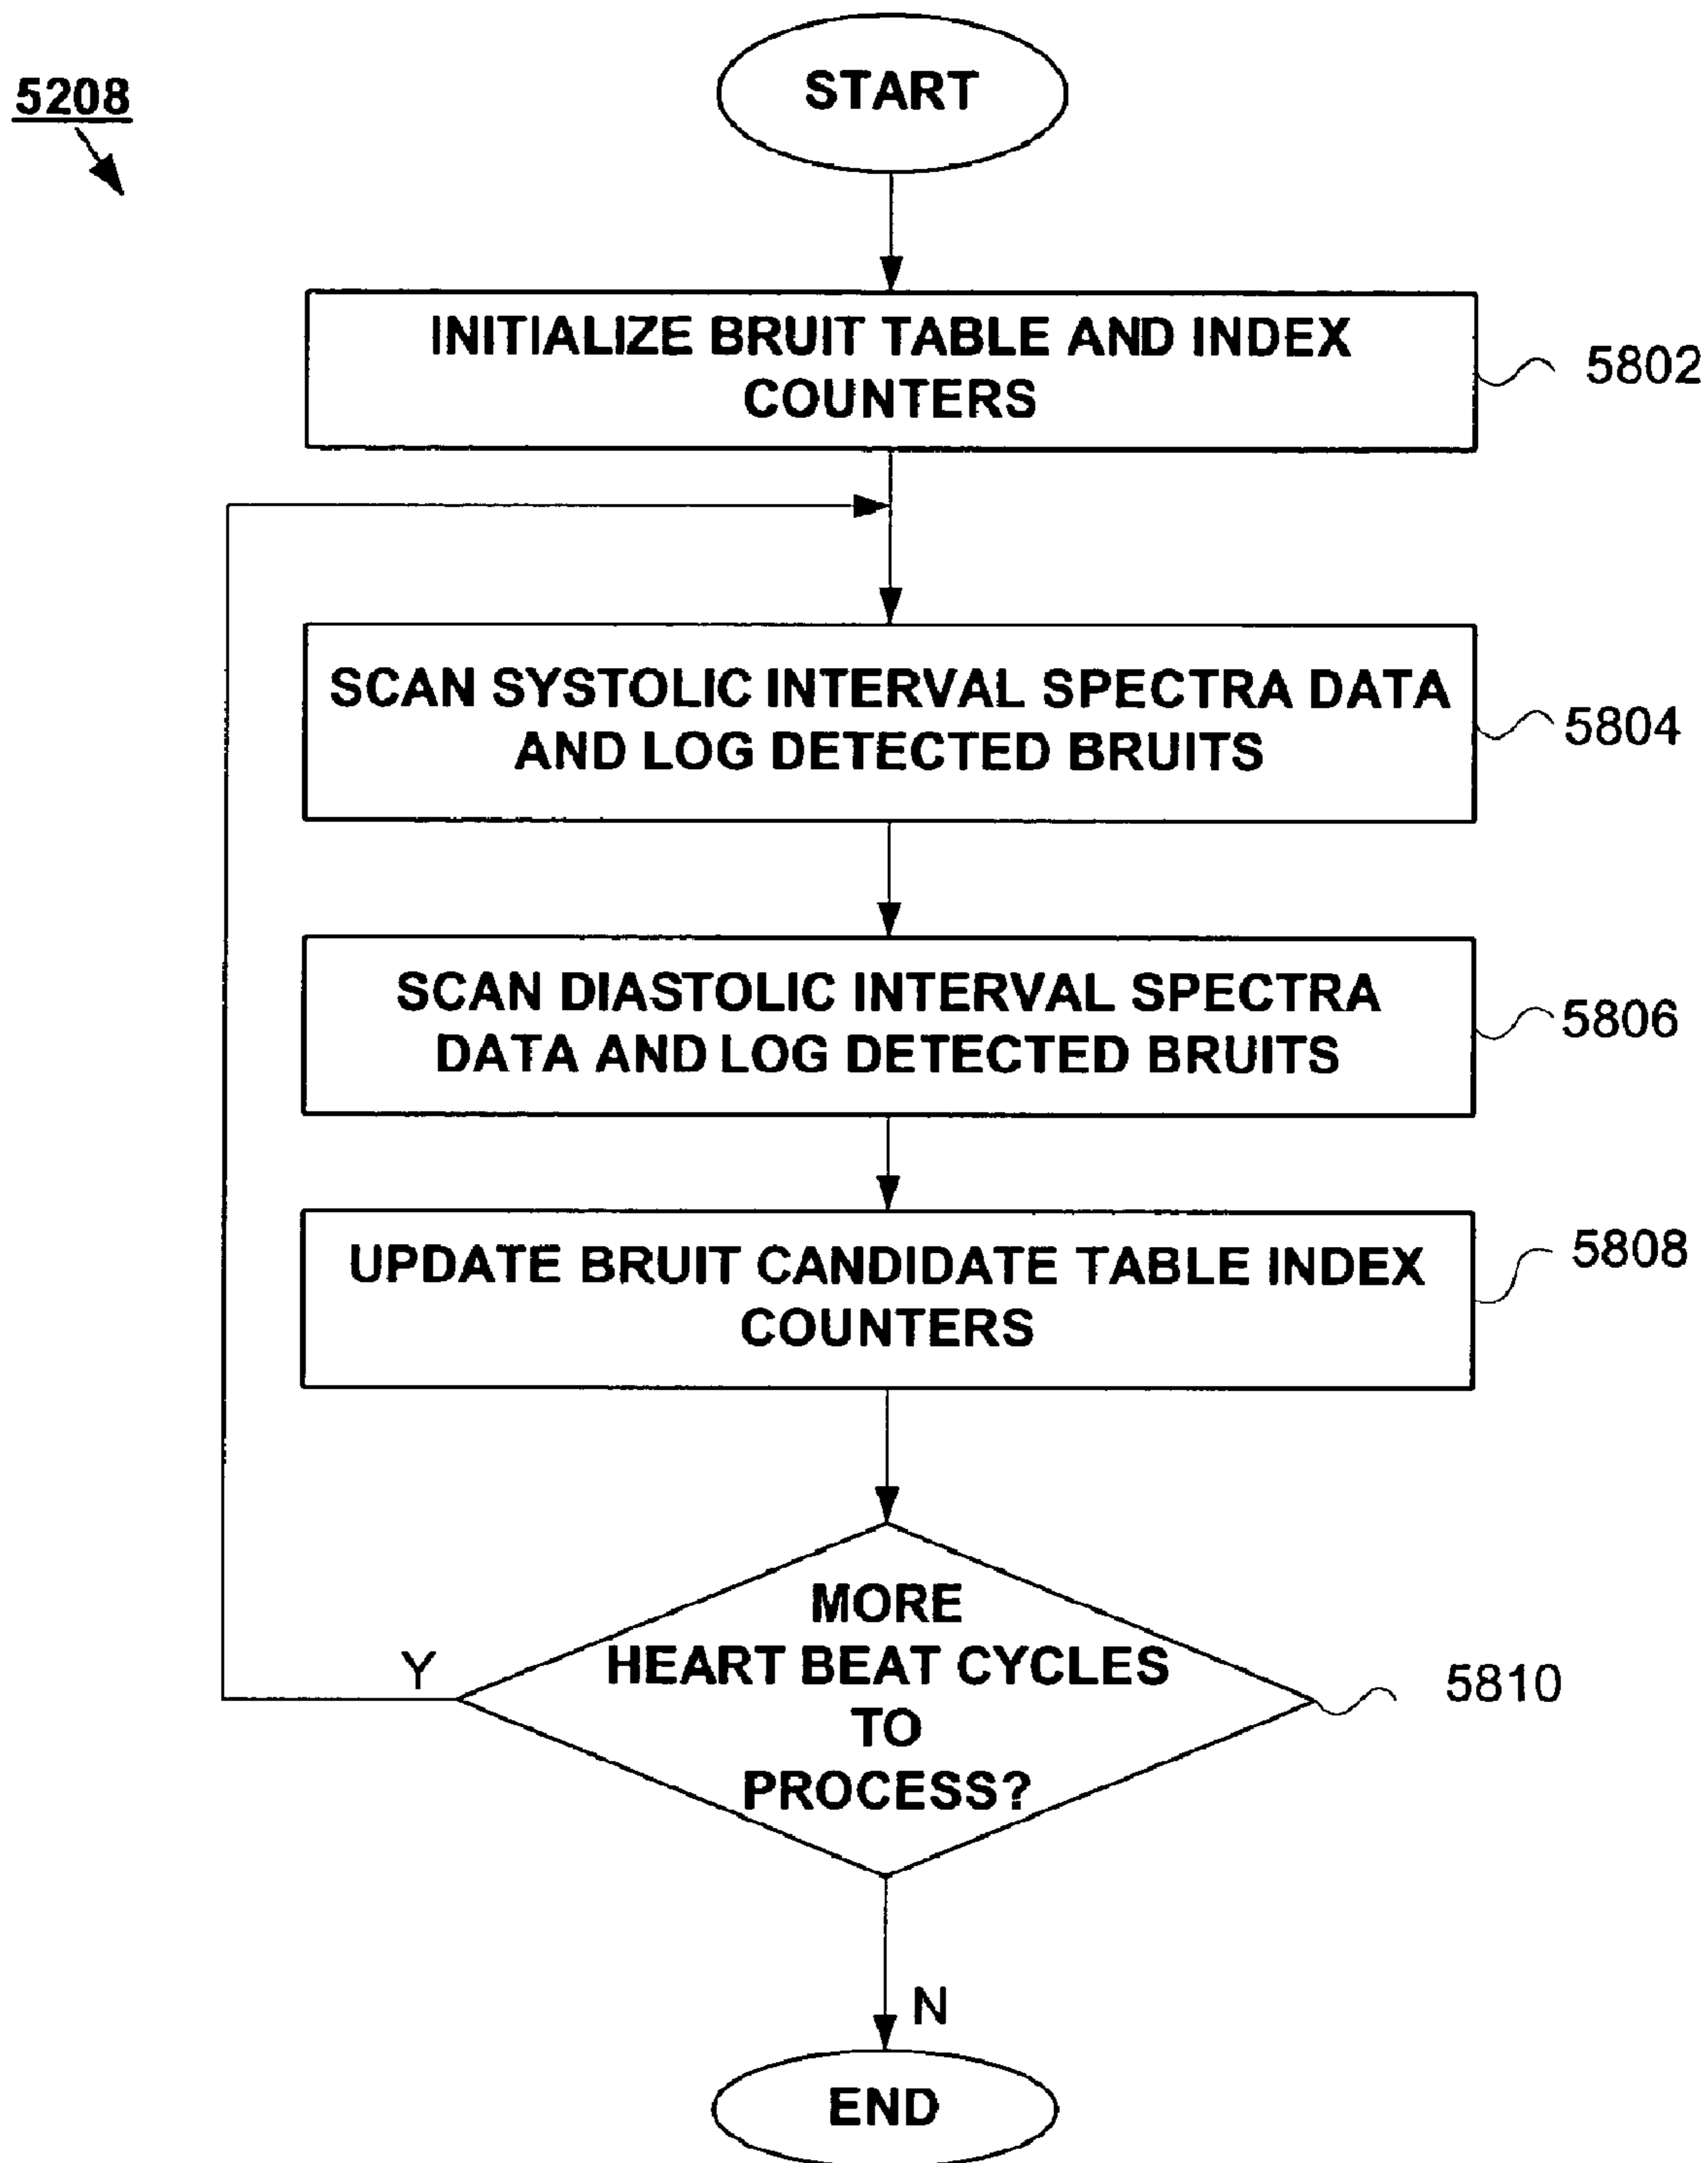 5208
START
INITIALIZE BRUIT TABLE AND INDEX
COUNTERS
5802
SCAN SYSTOLIC INTERVAL SPECTRA DATA
AND LOG DETECTED BRUITS
5804
SCAN DIASTOLIC INTERVAL SPECTRA
DATA AND LOG DETECTED BRUITS
5806
UPDATE BRUIT CANDIDATE TABLE INDEX
COUNTERS
5808
MORE
HEART BEAT CYCLES
TO
PROCESS?
5810
Y
N
END